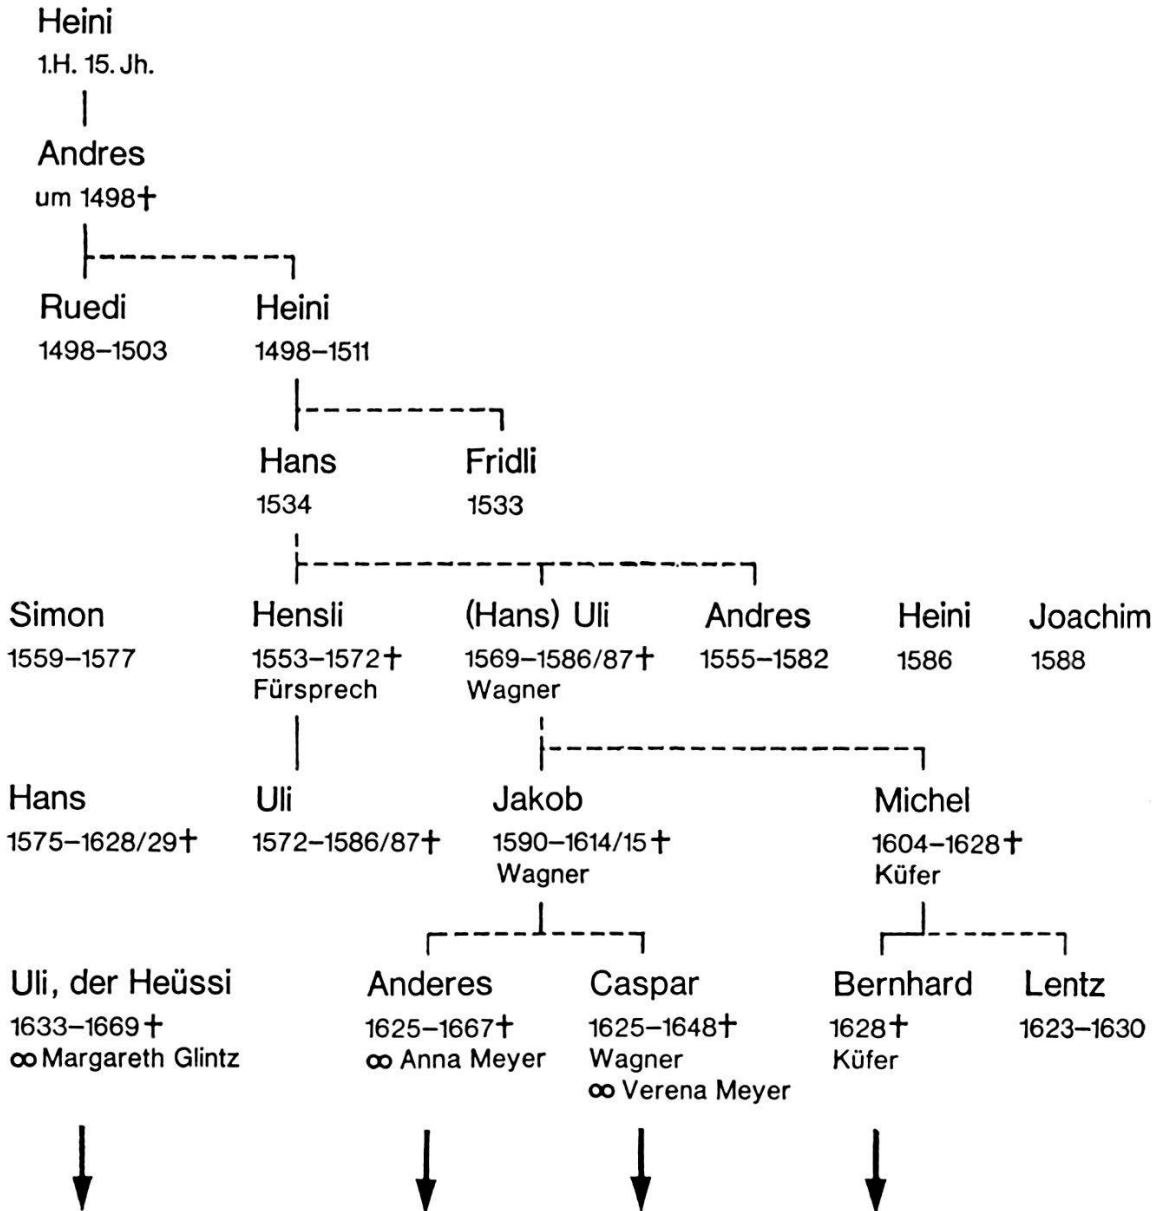 Heini
1.H. 15. Jh.
Andres
um 1498†
Ruedi Heini
1498–1503 1498–1511
Hans Fridli
1534 1533
Simon Hensli (Hans) Uli Andres Heini Joachim
1559–1577 1553–1572† 1569–1586/87† 1555–1582 1586 1588
Fürsprech Wagner
Hans Uli Jakob Michel
1575–1628/29† 1572–1586/87† 1590–1614/15† 1604–1628†
Wagner Küfer
Uli, der Heüssi Anderes Caspar Bernhard Lentz
1633–1669† 1625–1667† 1625–1648† 1628† 1623–1630
∞ Margareth Glintz ∞ Anna Meyer Wagner Küfer
∞ Verena Meyer